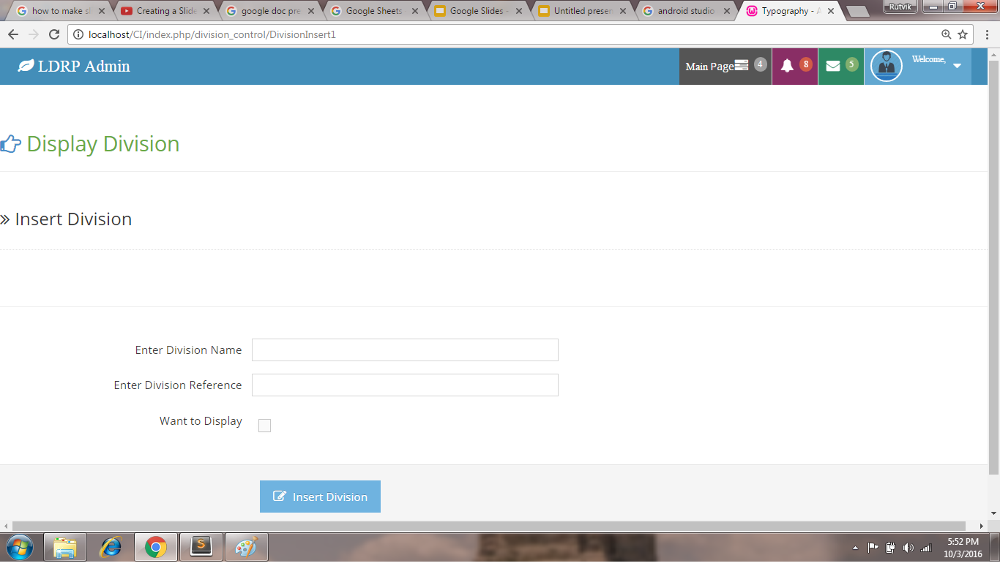 how to make sl
Creating a Slide
google doc pre
Google Sheets
Google Slides -
Untitled presen
android studio
Typography - A
Rutvik
localhost/CI/index.php/division_control/DivisionInsert1
LDRP Admin
Main Page 4
8
5
Welcome,
Display Division
Insert Division
Enter Division Name
Enter Division Reference
Want to Display
Insert Division
5:52 PM
10/3/2016